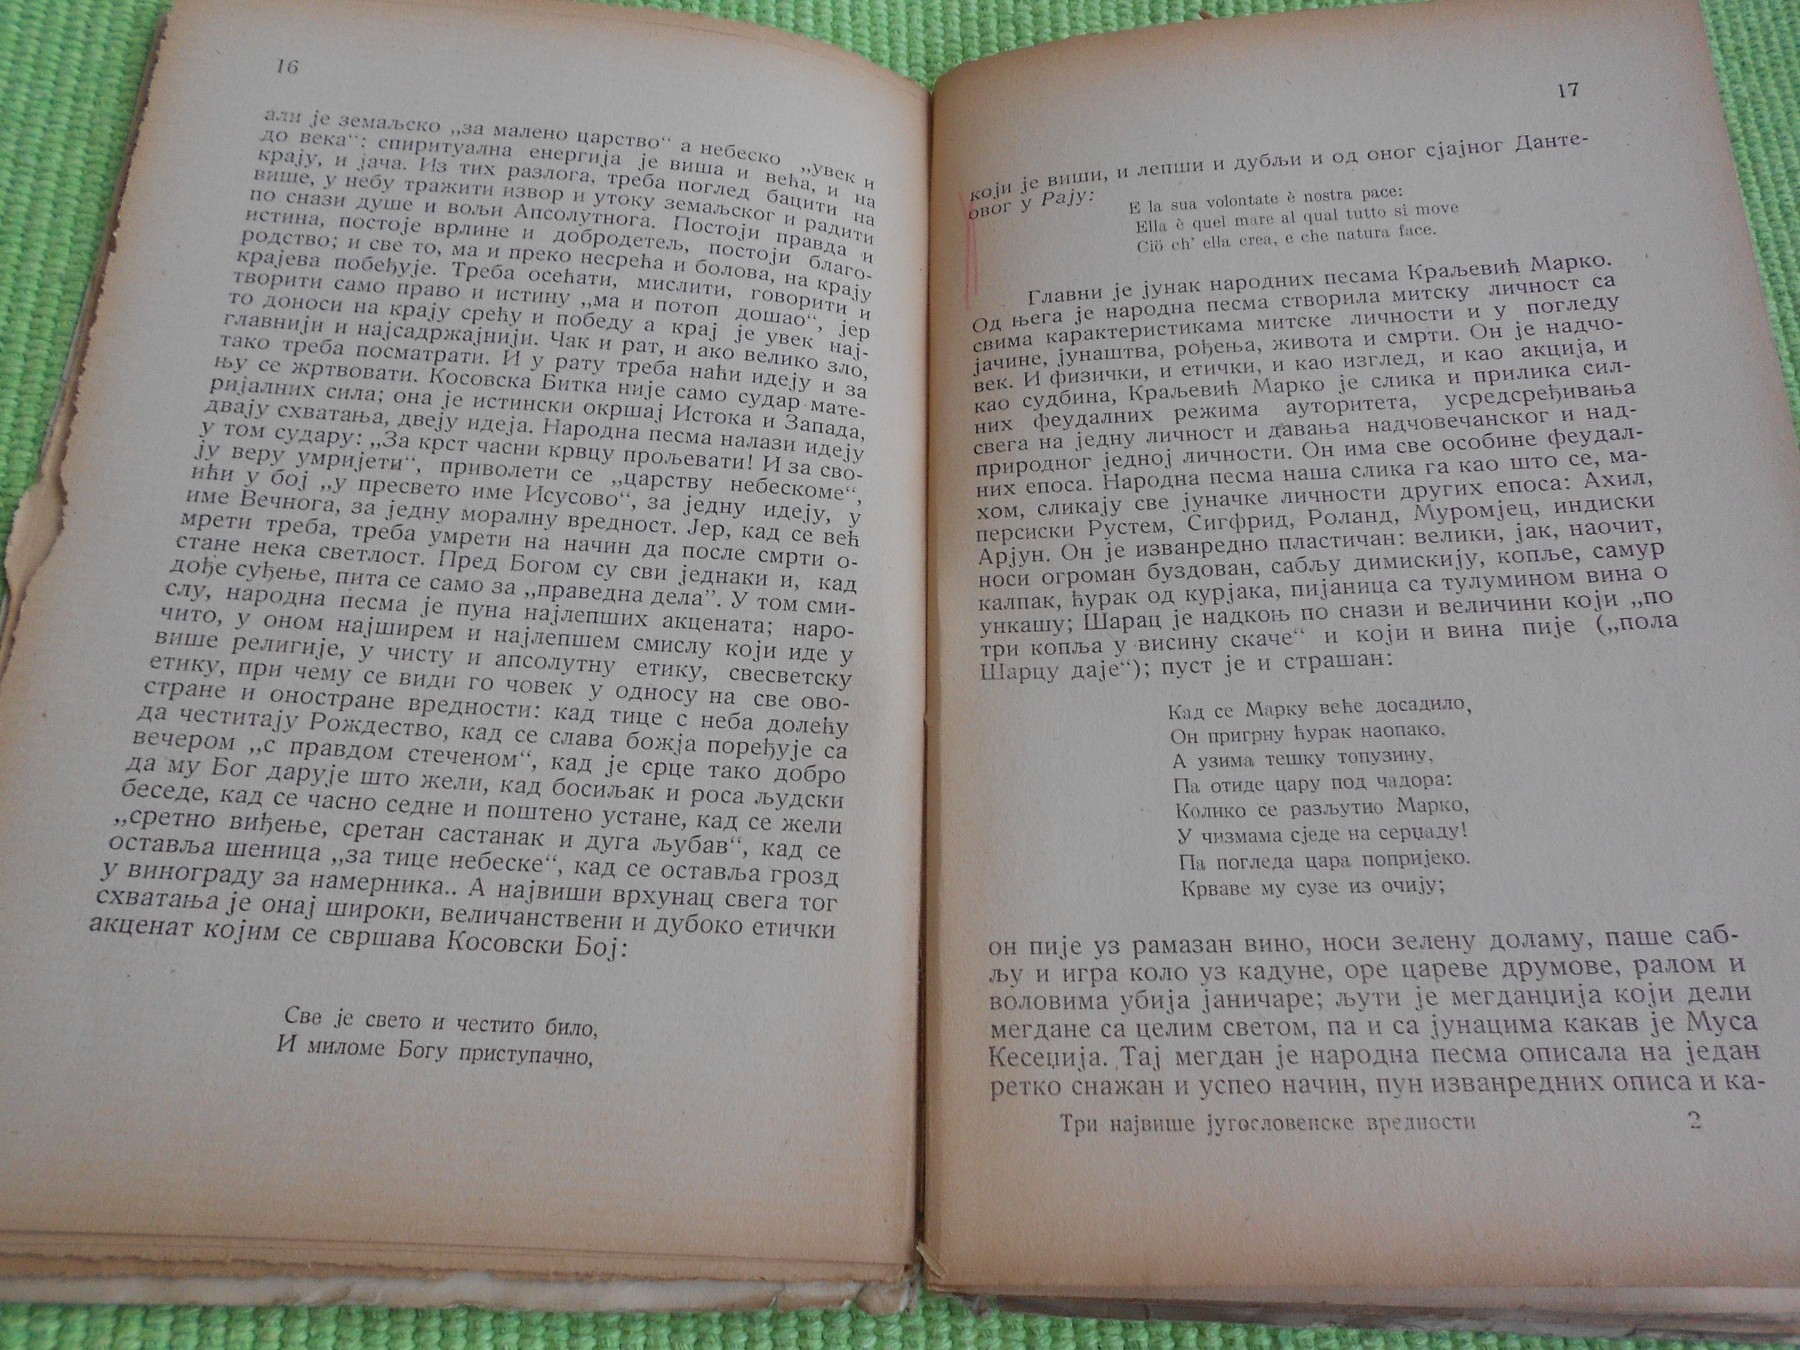 16
али је земаљско „за малено царство“ а небеско „увек и
до века“: спиритуална енергија је виша и већа, и на
крају, и јача. Из тих разлога, треба поглед бацити на
више, у небу тражити извор и утоку земаљског и радити
по снази душе и вољи Апсолутнога. Постоји правда и
истина, постоје врлине и добродетељ, постоји благо-
родство; и све то, ма и преко несрећа и болова, на крају
крајева побеђује. Треба осећати, мислити, говорити и
творити само право и истину „ма и потоп дошао“, јер
то доноси на крају срећу и победу а крај је увек нај-
главнији и најсадржајнији. Чак и рат, и ако велико зло,
тако треба посматрати. И у рату треба наћи идеју и за
њу се жртвовати. Косовска Битка није само судар мате-
ријалних сила; она је истински окршај Истока и Запада,
двају схватања, двеју идеја. Народна песма налази идеју
у том судару: „За крст часни крвцу прољевати! И за сво-
ју веру умријети“, приволети се „царству небескоме“,
ићи у бој „у пресвето име Исусово“, за једну идеју, у
име Вечнога, за једну моралну вредност. Јер, кад се већ
мрети треба, треба умрети на начин да после смрти о-
стане нека светлост. Пред Богом су сви једнаки и, кад
дође суђење, пита се само за „праведна дела”. У том сми-
слу, народна песма је пуна најлепших акцената; наро-
чито, у оном најширем и најлепшем смислу који иде у
више религије, у чисту и апсолутну етику, свесветску
етику, при чему се види го човек у односу на све ово-
стране и оностране вредности: кад тице с неба долећу
да честитају Рождество, кад се слава божја поређује са
вечером „с правдом стеченом“, кад је срце тако добро
да му Бог дарује што жели, кад босиљак и роса људски
беседе, кад се часно седне и поштено устане, кад се жели
„сретно виђење, сретан састанак и дуга љубав“, кад се
оставља шеница „за тице небеске“, кад се оставља грозд
у винограду за намерника.. А највиши врхунац свега тог
схватања је онај широки, величанствени и дубоко етички
акценат којим се свршава Косовски Бој:
Све је свето и честито било,
И миломе Богу приступачно,
17
који је виши, и лепши и дубљи и од оног сјајног Данте-
овог у Рају:
E la sua volontate è nostra pace:
Ella è quel mare al qual tutto si move
Ciö ch’ ella crea, e che natura face.
Главни је јунак народних песама Краљевић Марко.
Од њега је народна песма створила митску личност са
свима карактеристикама митске личности и у погледу
јачине, јунаштва, рођења, живота и смрти. Он је надчо-
век. И физички, и етички, и као изглед, и као акција, и
као судбина, Краљевић Марко је слика и прилика сил-
них феудалних режима ауторитета, усредсређивања
свега на једну личност и давања надчовечанског и над-
природног једној личности. Он има све особине феудал-
них епоса. Народна песма наша слика га као што се, ма-
хом, сликају све јуначке личности других епоса: Ахил,
персиски Рустем, Сигфрид, Роланд, Муромјец, индиски
Арјун. Он је изванредно пластичан: велики, јак, наочит,
носи огроман буздован, сабљу димискију, копље, самур
калпак, ћурак од курјака, пијаница са тулумином вина о
ункашу; Шарац је надкоњ по снази и величини који „по
три копља у висину скаче“ и који и вина пије („пола
Шарцу даје“); пуст је и страшан:
Кад се Марку веће досадило,
Он пригрну ћурак наопако,
А узима тешку топузину,
Па отиде цару под чадора:
Колико се разљутио Марко,
У чизмама сједе на серџаду!
Па погледа цара попријеко.
Крваве му сузе из очију;
он пије уз рамазан вино, носи зелену доламу, паше саб-
љу и игра коло уз кадуне, оре цареве друмове, ралом и
воловима убија јаничаре; љути је мегданџија који дели
мегдане са целим светом, па и са јунацима какав је Муса
Кесеџија. Тај мегдан је народна песма описала на један
ретко снажан и успео начин, пун изванредних описа и ка-
Три највише југословенске вредности 2